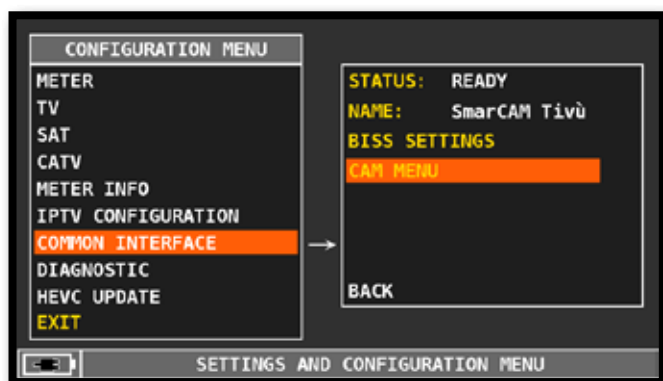 CONFIGURATION MENU
METER
TV
SAT
CATV
METER INFO
IPTV CONFIGURATION
COMMON INTERFACE
DIAGNOSTIC
HEVC UPDATE
EXIT
→
STATUS: READY
NAME: SmarCAM Tivù
BISS SETTINGS
CAM MENU
BACK
SETTINGS AND CONFIGURATION MENU